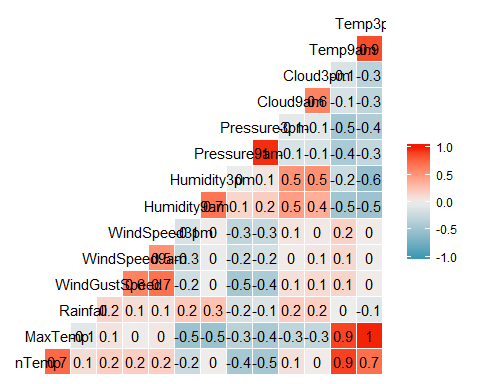 Temp3p
Temp9am 0.9
Cloud3pm -0.1 -0.3
Cloud9am 0.6 -0.1 -0.3
Pressure3pm -0.1 -0.1 -0.5 -0.4
Pressure9am 1 -0.1 -0.1 -0.4 -0.3
Humidity3pm 0 0.1 0.5 0.5 -0.2 -0.6
Humidity9am 0.7 0.1 0.2 0.5 0.4 -0.5 -0.5
WindSpeed3pm 0 -0.3 -0.3 0.1 0 0.2 0
WindSpeed9am 0.5 -0.3 0 -0.2 -0.2 0 0.1 0 0.1
WindGustSpeed 0.6 0.7 -0.2 0 -0.5 -0.4 0.1 0.1 0.1 0.1
Rainfall 0.2 0.1 0.1 0.2 0.3 -0.2 -0.1 0.2 0.2 0 -0.1
MaxTemp -0.1 0.1 0 0 -0.5 -0.5 -0.3 -0.4 -0.3 -0.3 0.9 1
nTemp 0.7 0.1 0.2 0.2 0.2 -0.2 0 -0.4 -0.5 0.1 0 0.9 0.7
1.0
0.5
0.0
-0.5
-1.0